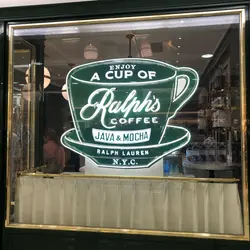 ENJOY
A CUP OF
Ralph's
COFFEE
JAVA & MOCHA
RALPH LAUREN
N.Y.C.